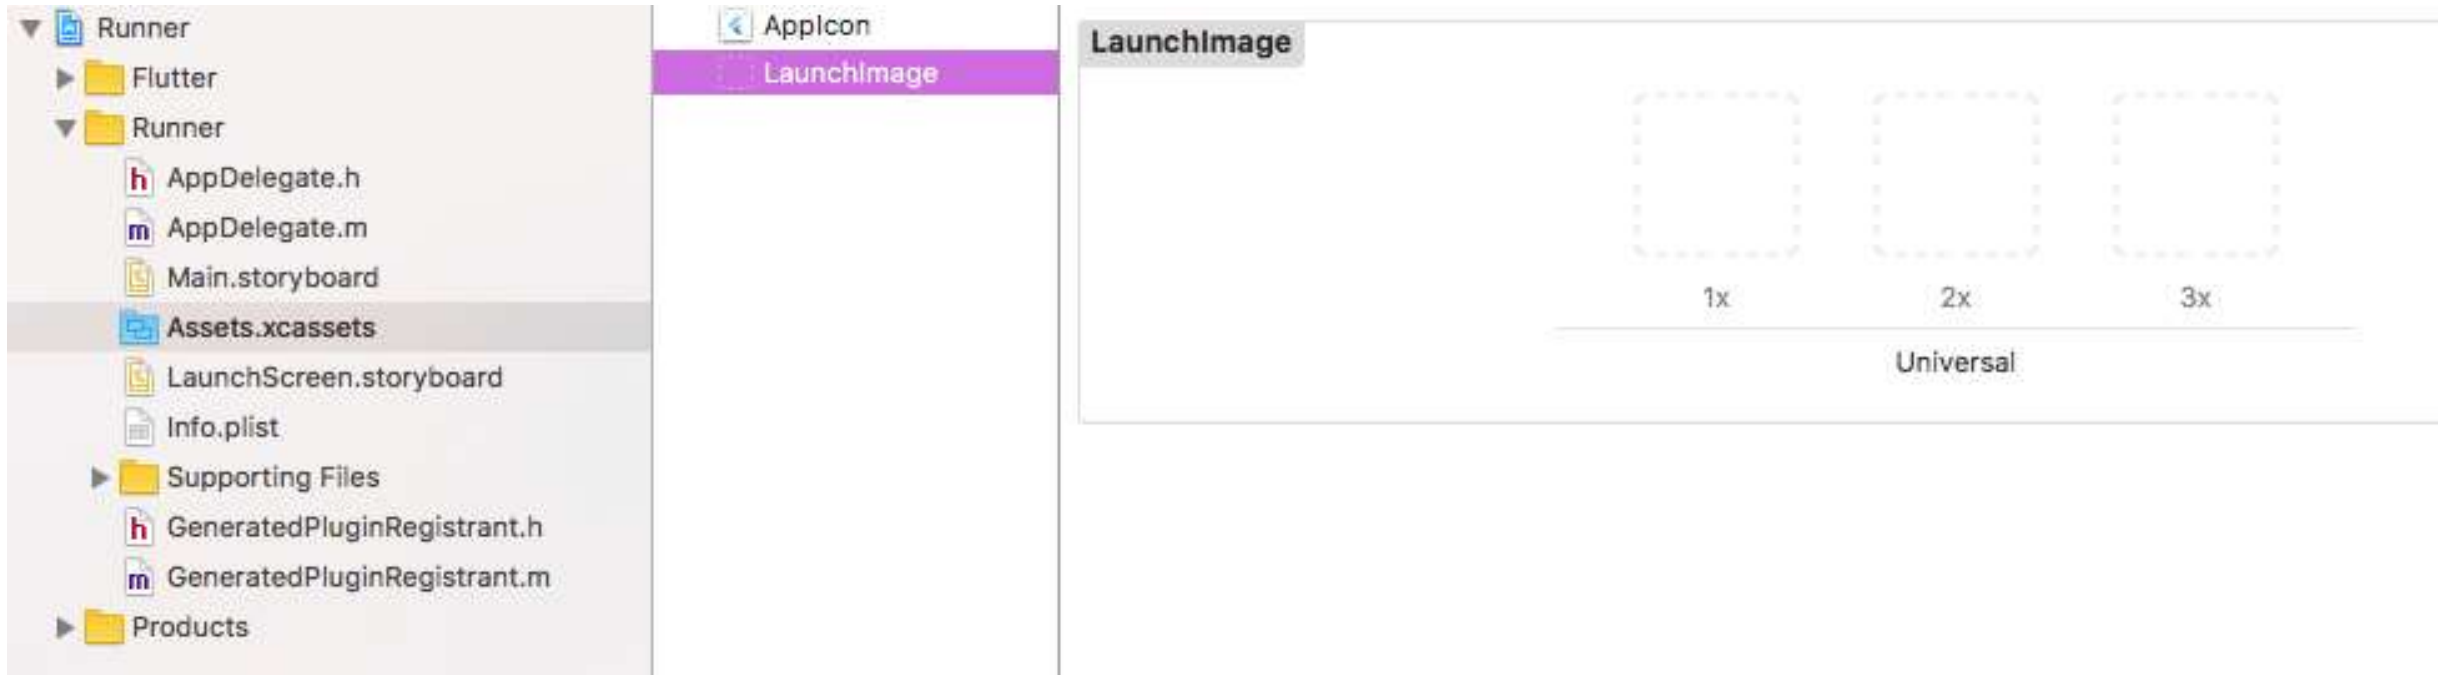 Runner
Flutter
Runner
AppDelegate.h
AppDelegate.m
Main.storyboard
Assets.xcassets
LaunchScreen.storyboard
Info.plist
Supporting Files
GeneratedPluginRegistrant.h
GeneratedPluginRegistrant.m
Products
AppIcon
LaunchImage
LaunchImage
1x 2x 3x
Universal